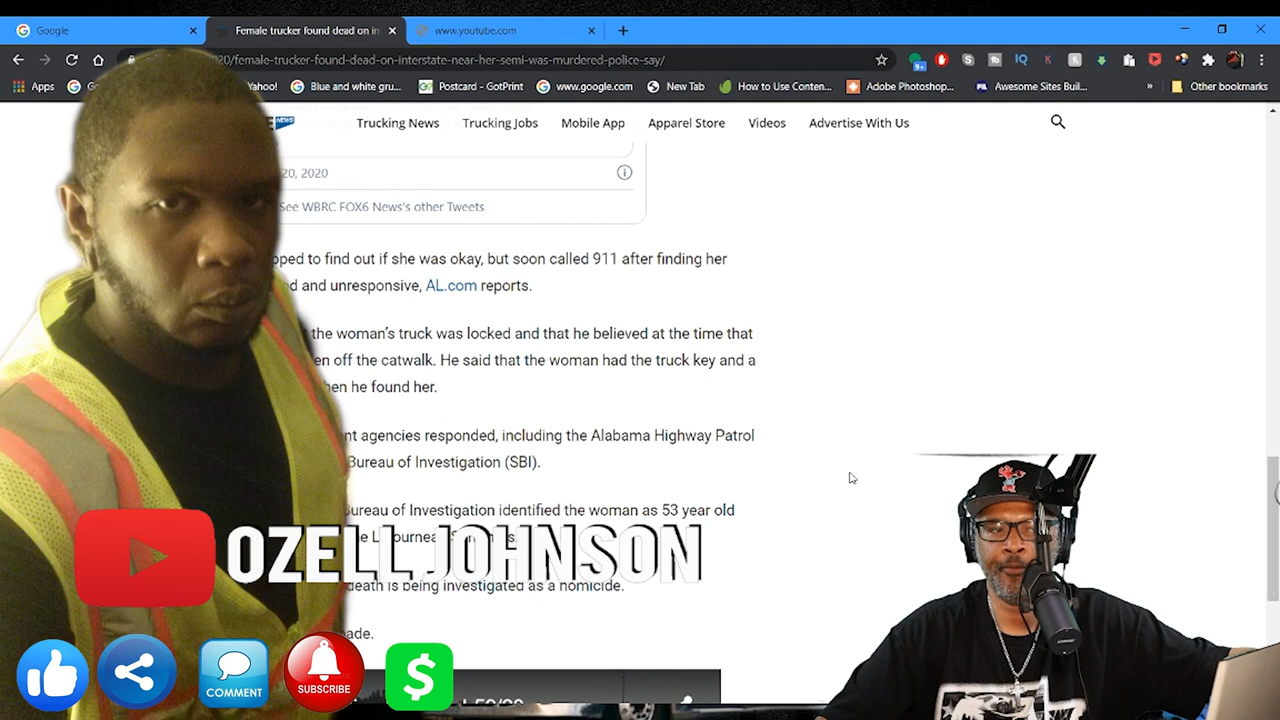 Google
Female trucker found dead on in
www.youtube.com
2020/female-trucker-found-dead-on-interstate-near-her-semi-was-murdered-police-say/
Apps
Yahoo!
Blue and white gru...
Postcard - GotPrint
www.google.com
New Tab
How to Use Conten...
Adobe Photoshop...
Awesome Sites Buil...
Other bookmarks
NEWS
Trucking News
Trucking Jobs
Mobile App
Apparel Store
Videos
Advertise With Us
20, 2020
See WBRC FOX6 News's other Tweets
pped to find out if she was okay, but soon called 911 after finding her
d and unresponsive, AL.com reports.
the woman's truck was locked and that he believed at the time that
en off the catwalk. He said that the woman had the truck key and a
hen he found her.
nt agencies responded, including the Alabama Highway Patrol
Bureau of Investigation (SBI).
ureau of Investigation identified the woman as 53 year old
OZELL JOHNSON
death is being investigated as a homicide.
ade.
COMMENT
SUBSCRIBE
$